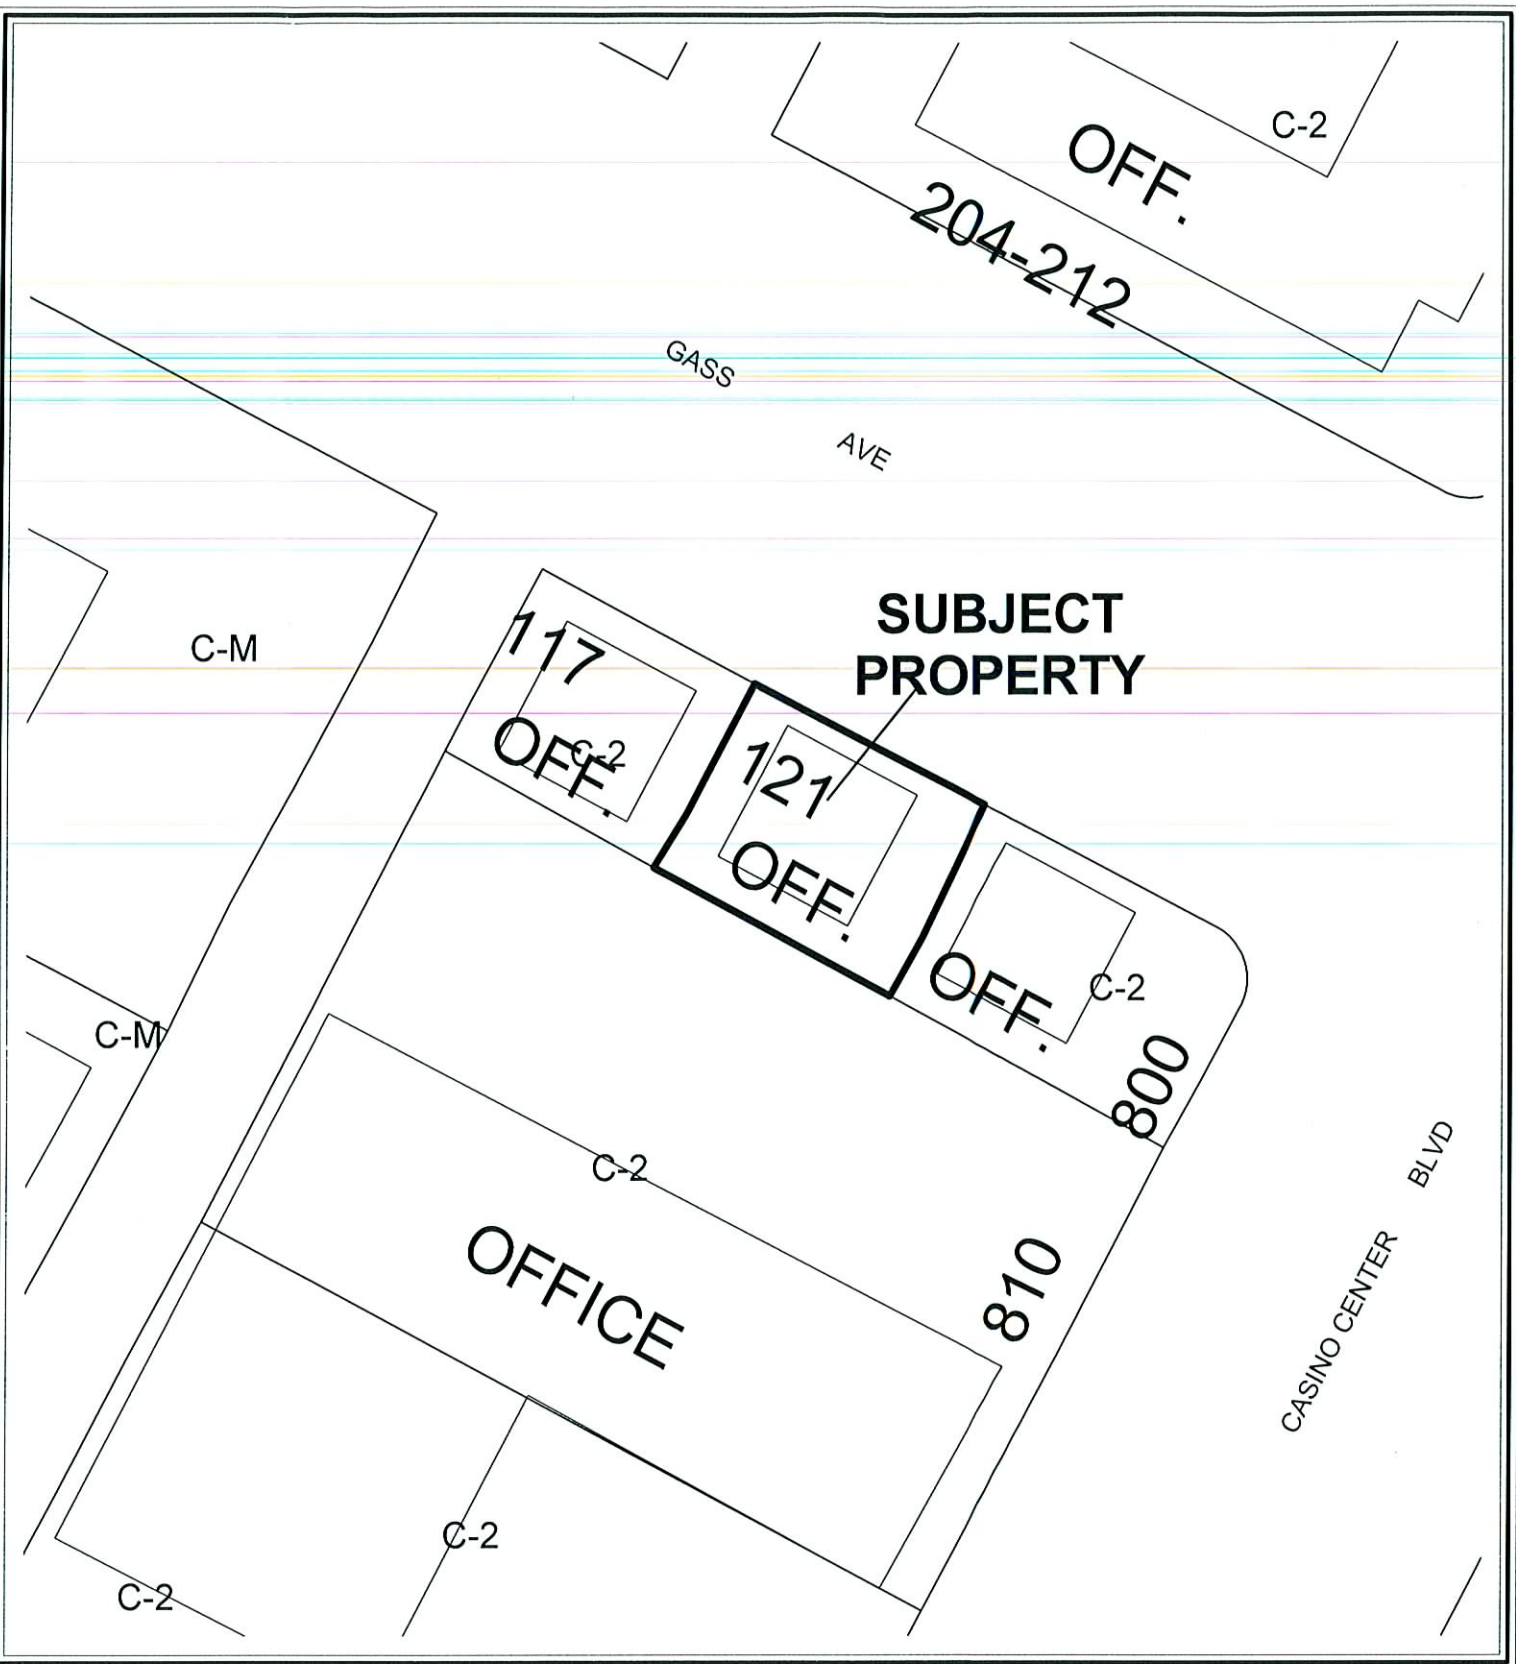 C-2
OFF.
204-212
GASS
AVE
SUBJECT
PROPERTY
C-M
117
C-2
OFF.
121
OFF.
OFF.
C-2
C-M
800
BLVD
C-2
CASINO CENTER
OFFICE
810
C-2
C-2